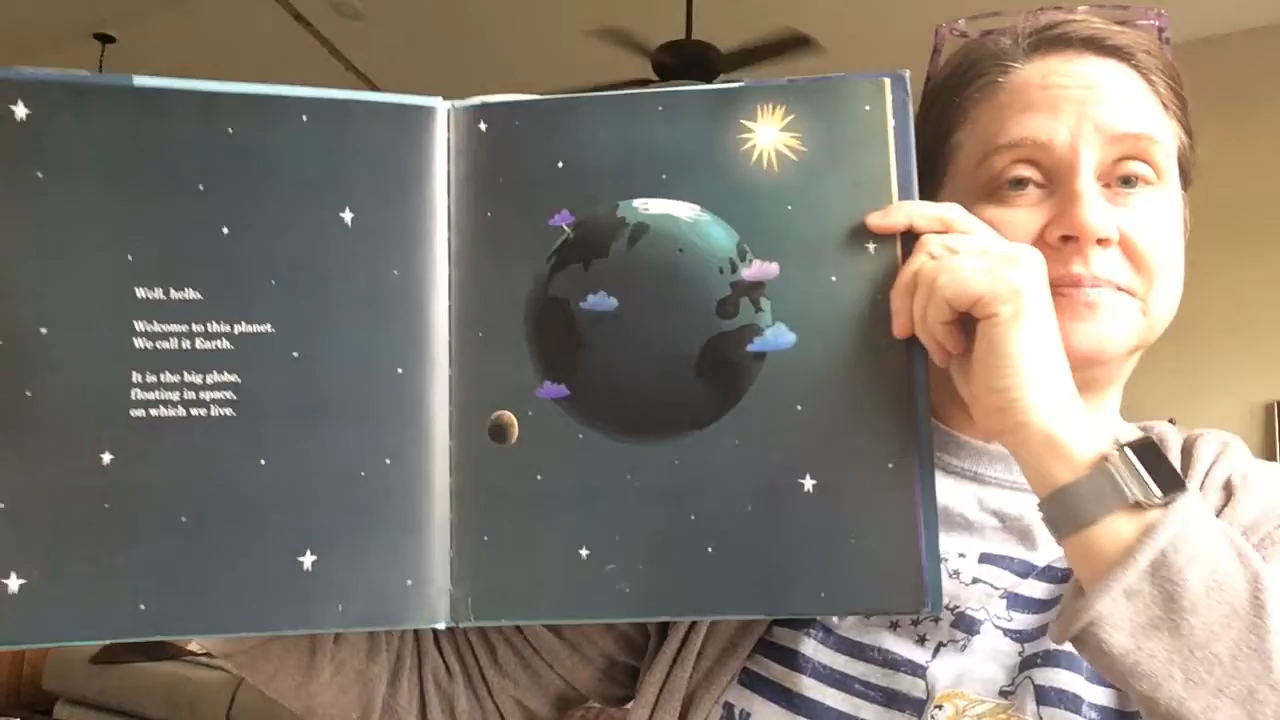 Well, hello.
Welcome to this planet.
We call it Earth.
It is the big globe,
floating in space,
on which we live.